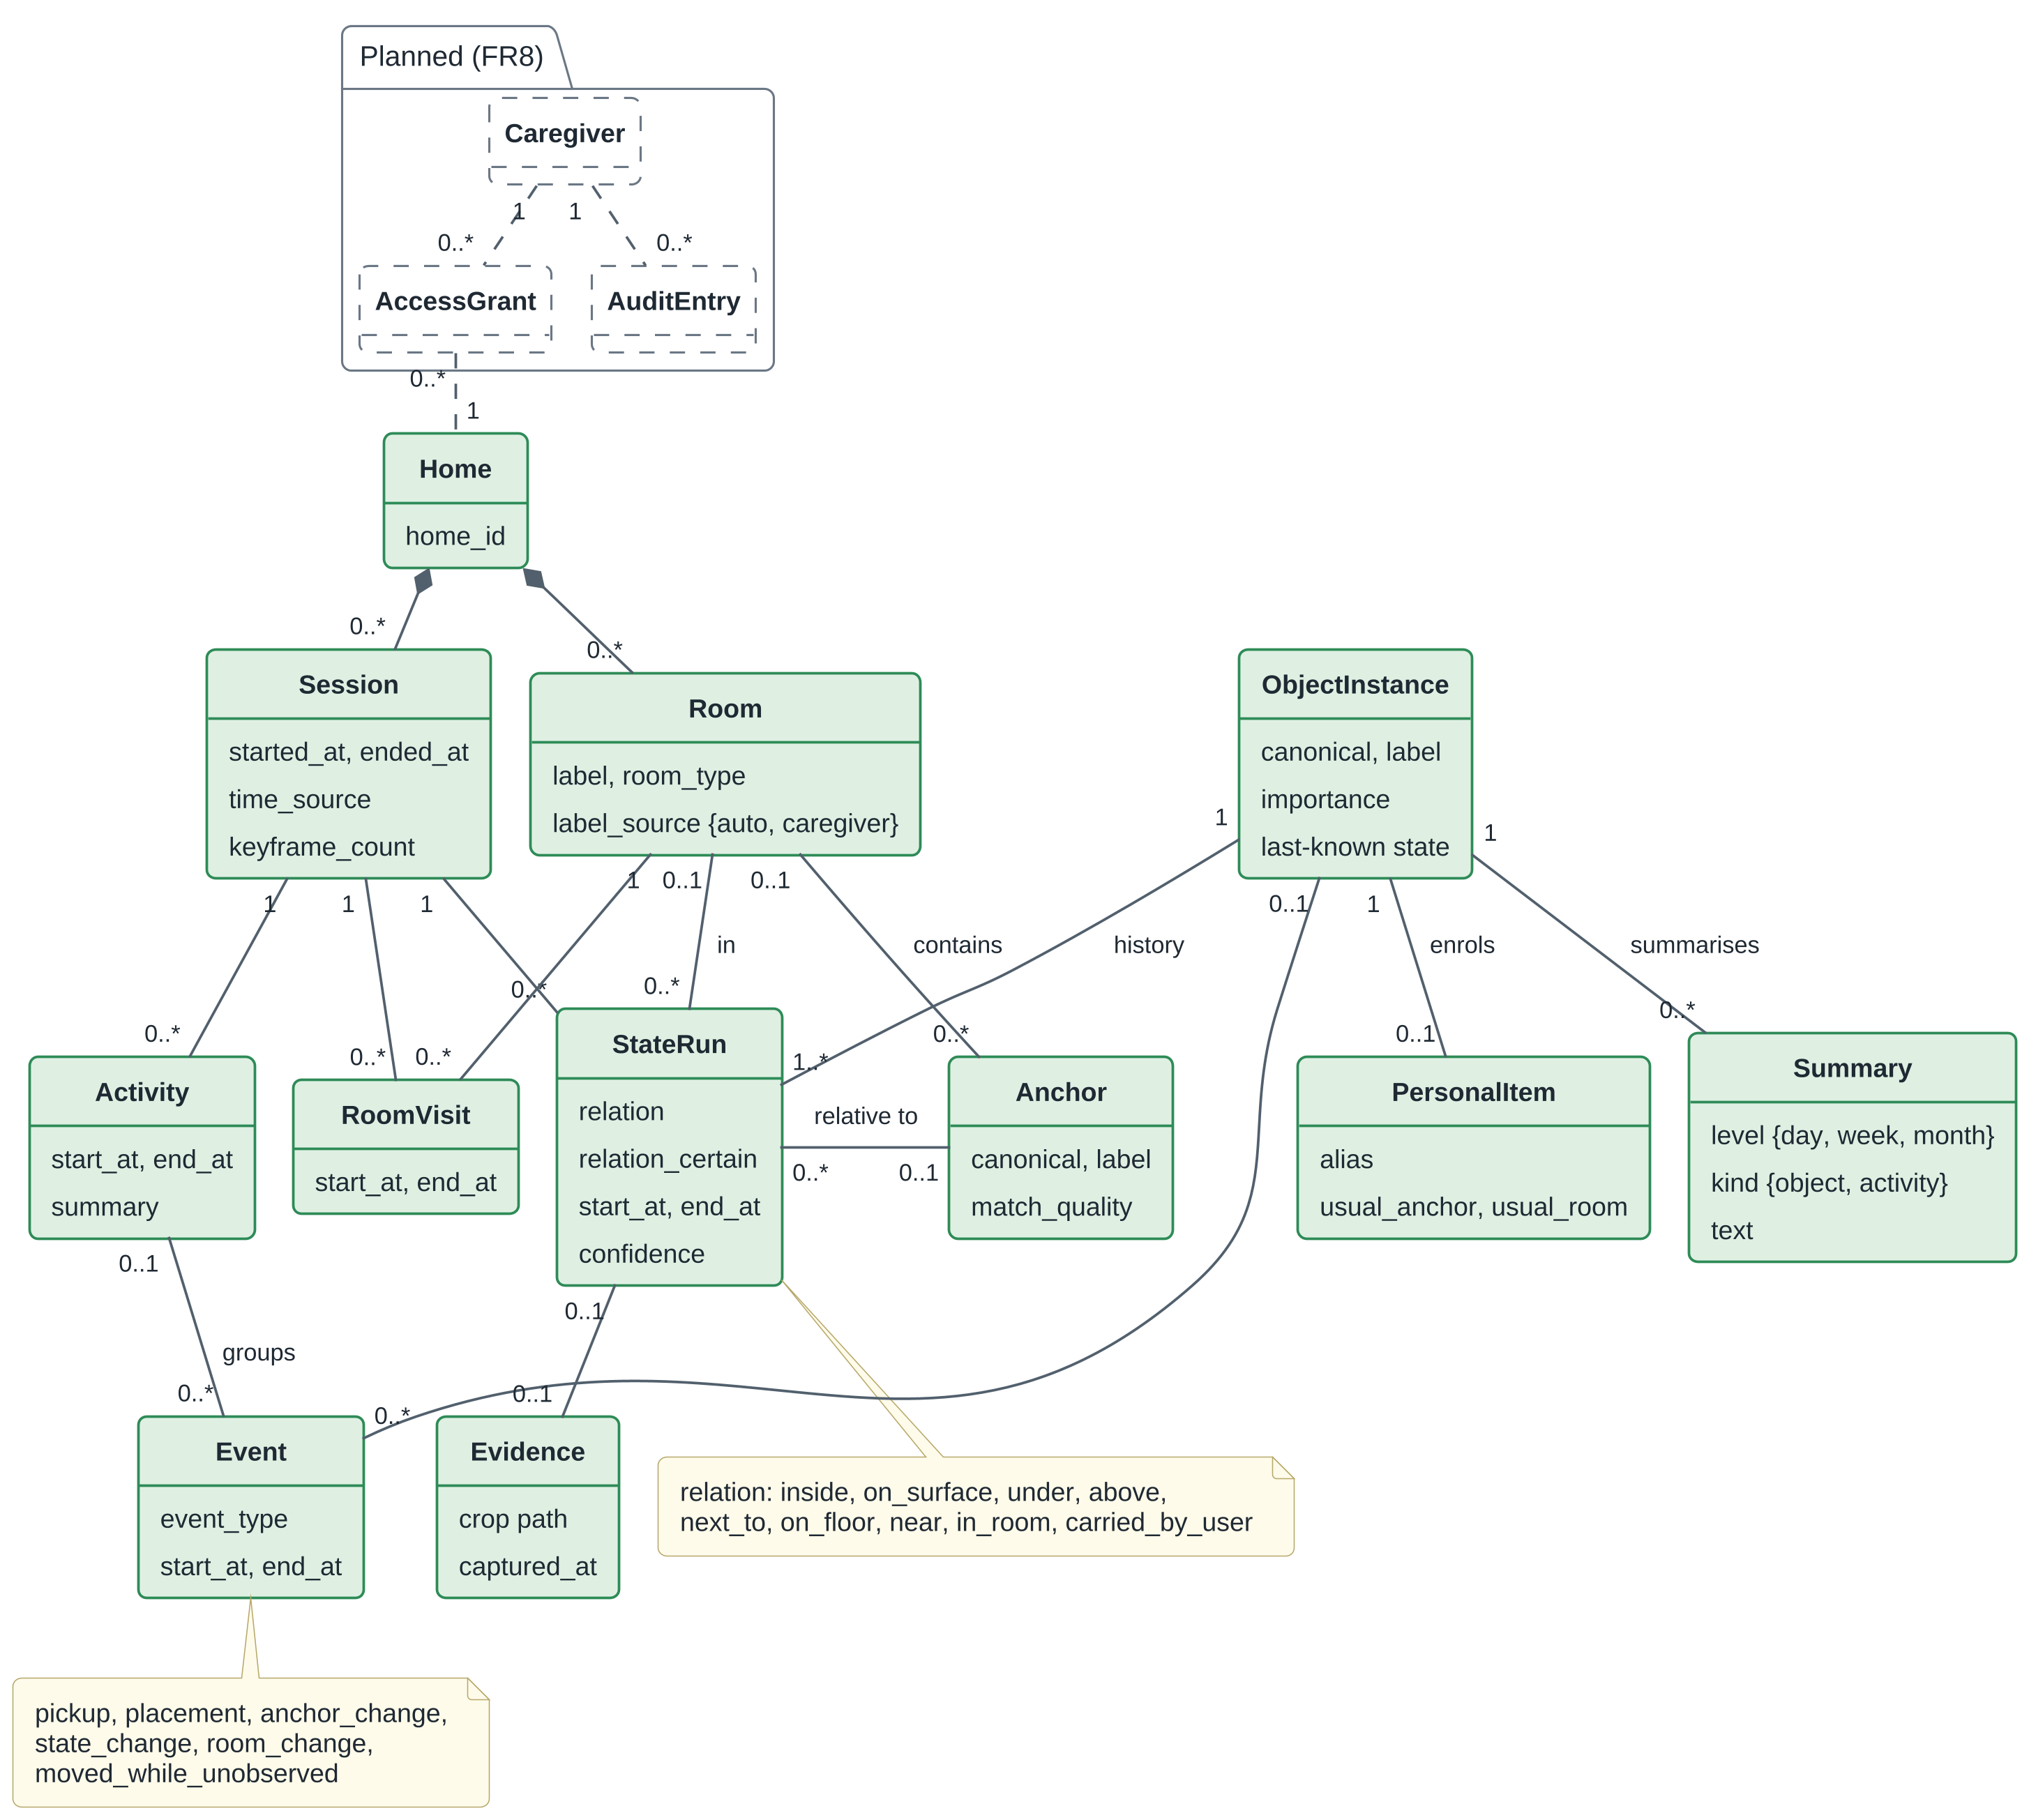 Planned (FR8)
Caregiver
1
1
0..*
0..*
AccessGrant
AuditEntry
0..*
1
Home
home_id
0..*
0..*
Session
started_at, ended_at
time_source
keyframe_count
Room
label, room_type
label_source {auto, caregiver}
ObjectInstance
canonical, label
importance
last-known state
1
1
1
1
1
1
0..1
0..1
0..1
1
in
contains
history
enrols
summarises
0..*
0..*
0..*
0..*
0..*
0..*
1..*
0..*
0..1
0..*
Activity
start_at, end_at
summary
RoomVisit
start_at, end_at
StateRun
relation
relation_certain
start_at, end_at
confidence
relative to
0..*
0..1
Anchor
canonical, label
match_quality
PersonalItem
alias
usual_anchor, usual_room
Summary
level {day, week, month}
kind {object, activity}
text
0..1
0..1
groups
0..*
0..*
0..1
Event
event_type
start_at, end_at
Evidence
crop path
captured_at
relation: inside, on_surface, under, above,
next_to, on_floor, near, in_room, carried_by_user
pickup, placement, anchor_change,
state_change, room_change,
moved_while_unobserved